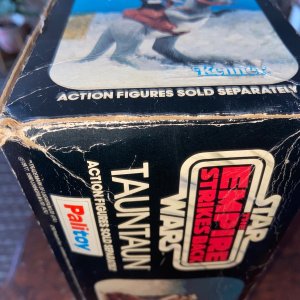 Kenner
ACTION FIGURES SOLD SEPARATELY
STAR
THE
EMPIRE
STRIKES BACK
WARS
TAUNTAUN
ACTION FIGURES SOLD SEPARATELY
Palitoy